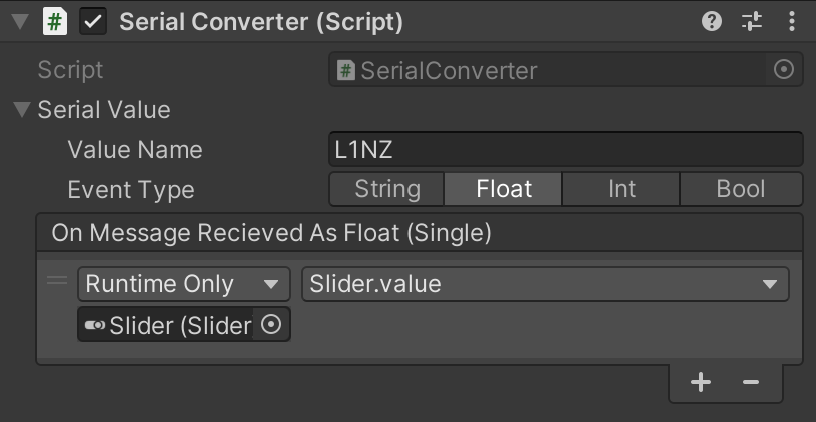 Serial Converter (Script)
Script SerialConverter
Serial Value
Value Name L1NZ
Event Type String Float Int Bool
On Message Recieved As Float (Single)
Runtime Only Slider.value
Slider (Slider